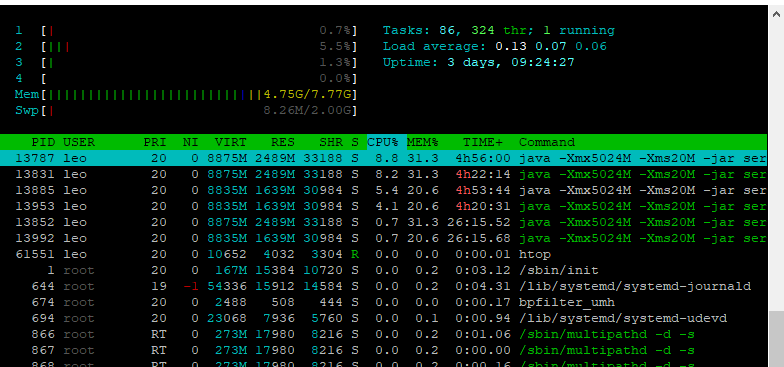 1 [| 0.7%] Tasks: 86, 324 thr; 1 running
2 [||| 5.5%] Load average: 0.13 0.07 0.06
3 [| 1.3%] Uptime: 3 days, 09:24:27
4 [ 0.0%]
Mem[|||||||||||||||||||||||||||4.75G/7.77G]
Swp[| 8.26M/2.00G]
PID USER PRI NI VIRT RES SHR S CPU% MEM% TIME+ Command
13787 leo 20 0 8875M 2489M 33188 S 8.8 31.3 4h56:00 java -Xmx5024M -Xms20M -jar ser
13831 leo 20 0 8875M 2489M 33188 S 8.2 31.3 4h22:14 java -Xmx5024M -Xms20M -jar ser
13885 leo 20 0 8835M 1639M 30984 S 5.4 20.6 4h53:44 java -Xmx5024M -Xms20M -jar ser
13953 leo 20 0 8835M 1639M 30984 S 4.1 20.6 4h20:31 java -Xmx5024M -Xms20M -jar ser
13852 leo 20 0 8875M 2489M 33188 S 0.7 31.3 26:15.52 java -Xmx5024M -Xms20M -jar ser
13992 leo 20 0 8835M 1639M 30984 S 0.7 20.6 26:15.68 java -Xmx5024M -Xms20M -jar ser
61551 leo 20 0 10652 4032 3304 R 0.0 0.0 0:00.01 htop
1 root 20 0 167M 15384 10720 S 0.0 0.2 0:03.12 /sbin/init
644 root 19 -1 54336 15912 14584 S 0.0 0.2 0:04.31 /lib/systemd/systemd-journald
674 root 20 0 2488 508 444 S 0.0 0.0 0:00.17 bpfilter_umh
694 root 20 0 23068 7936 5760 S 0.0 0.1 0:00.94 /lib/systemd/systemd-udevd
866 root RT 0 273M 17980 8216 S 0.0 0.2 0:01.06 /sbin/multipathd -d -s
867 root RT 0 273M 17980 8216 S 0.0 0.2 0:00.00 /sbin/multipathd -d -s
868 root RT 0 273M 17980 8216 S 0.0 0.2 0:00.16 /sbin/multipathd -d -s